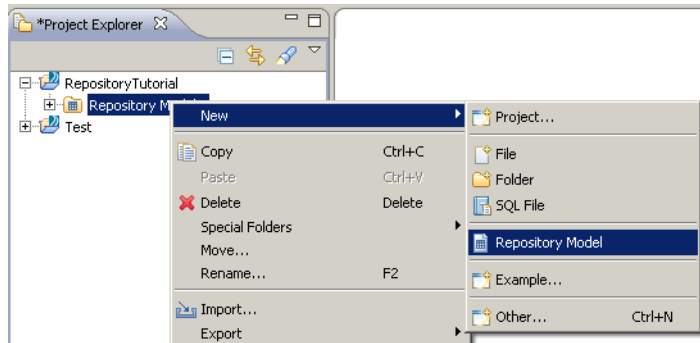 *Project Explorer
RepositoryTutorial
Repository
Test
New
Copy Ctrl+C
Paste Ctrl+V
Delete Delete
Special Folders
Move...
Rename... F2
Import...
Export
Project...
File
Folder
SQL File
Repository Model
Example...
Other... Ctrl+N